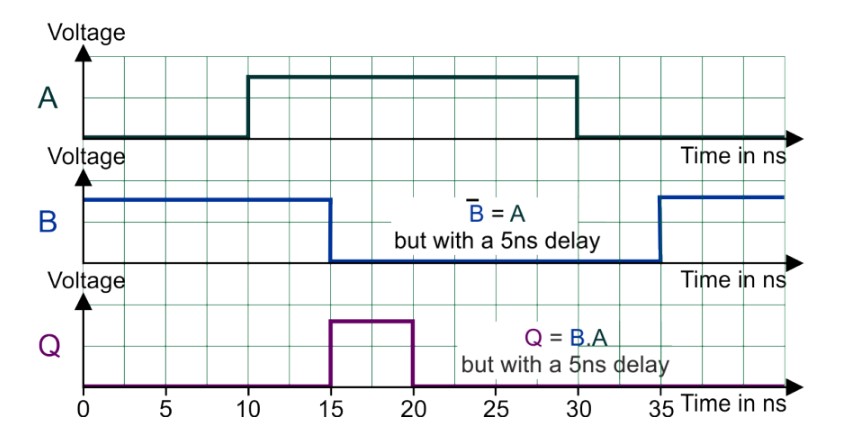 Voltage
A
Time in ns
Voltage
B
B̅ = A
but with a 5ns delay
Time in ns
Voltage
Q
Q = B.A
but with a 5ns delay
0 5 10 15 20 25 30 35 Time in ns